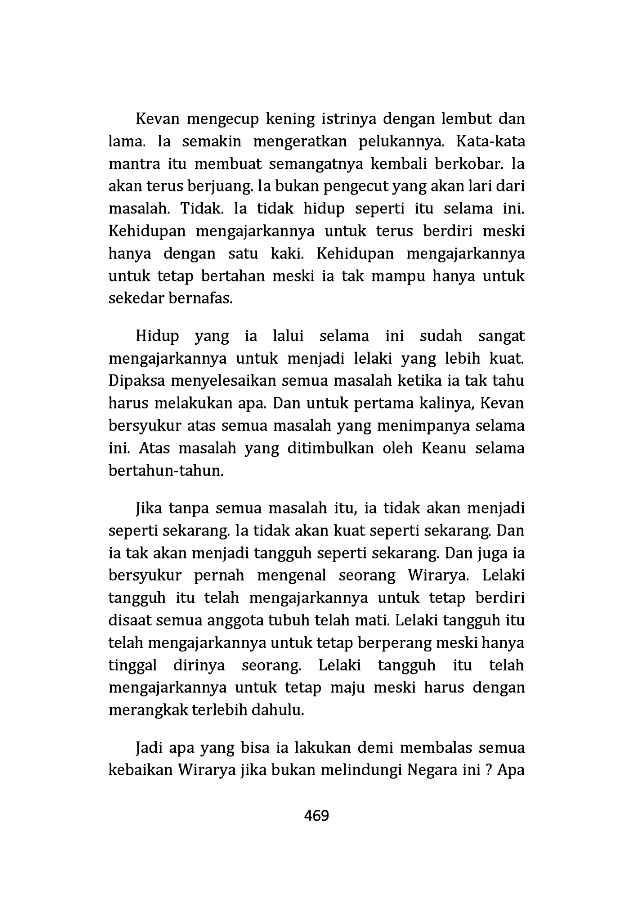 Kevan mengecup kening istrinya dengan lembut dan
lama. Ia semakin mengeratkan pelukannya. Kata-kata
mantra itu membuat semangatnya kembali berkobar. Ia
akan terus berjuang. Ia bukan pengecut yang akan lari dari
masalah. Tidak. Ia tidak hidup seperti itu selama ini.
Kehidupan mengajarkannya untuk terus berdiri meski
hanya dengan satu kaki. Kehidupan mengajarkannya
untuk tetap bertahan meski ia tak mampu hanya untuk
sekedar bernafas.
Hidup yang ia lalui selama ini sudah sangat
mengajarkannya untuk menjadi lelaki yang lebih kuat.
Dipaksa menyelesaikan semua masalah ketika ia tak tahu
harus melakukan apa. Dan untuk pertama kalinya, Kevan
bersyukur atas semua masalah yang menimpanya selama
ini. Atas masalah yang ditimbulkan oleh Keanu selama
bertahun-tahun.
Jika tanpa semua masalah itu, ia tidak akan menjadi
seperti sekarang. Ia tidak akan kuat seperti sekarang. Dan
ia tak akan menjadi tangguh seperti sekarang. Dan juga ia
bersyukur pernah mengenal seorang Wirarya. Lelaki
tangguh itu telah mengajarkannya untuk tetap berdiri
disaat semua anggota tubuh telah mati. Lelaki tangguh itu
telah mengajarkannya untuk tetap berperang meski hanya
tinggal dirinya seorang. Lelaki tangguh itu telah
mengajarkannya untuk tetap maju meski harus dengan
merangkak terlebih dahulu.
Jadi apa yang bisa ia lakukan demi membalas semua
kebaikan Wirarya jika bukan melindungi Negara ini ? Apa
469